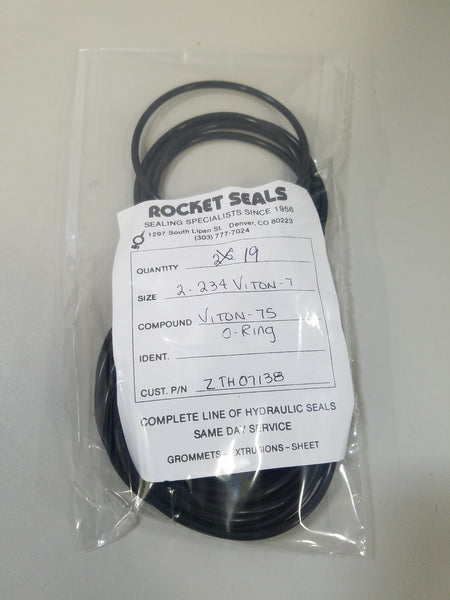 ROCKET SEALS
SEALING SPECIALISTS SINCE 1956
1297 South Lipan St. Denver, CO 80223
(303) 777-7024
QUANTITY 19
SIZE 2-234 VITON-7
COMPOUND VITON-75
O-RING
IDENT.
CUST. P/N ZTH07138
COMPLETE LINE OF HYDRAULIC SEALS
SAME DAY SERVICE
GROMMETS - EXTRUSIONS - SHEET